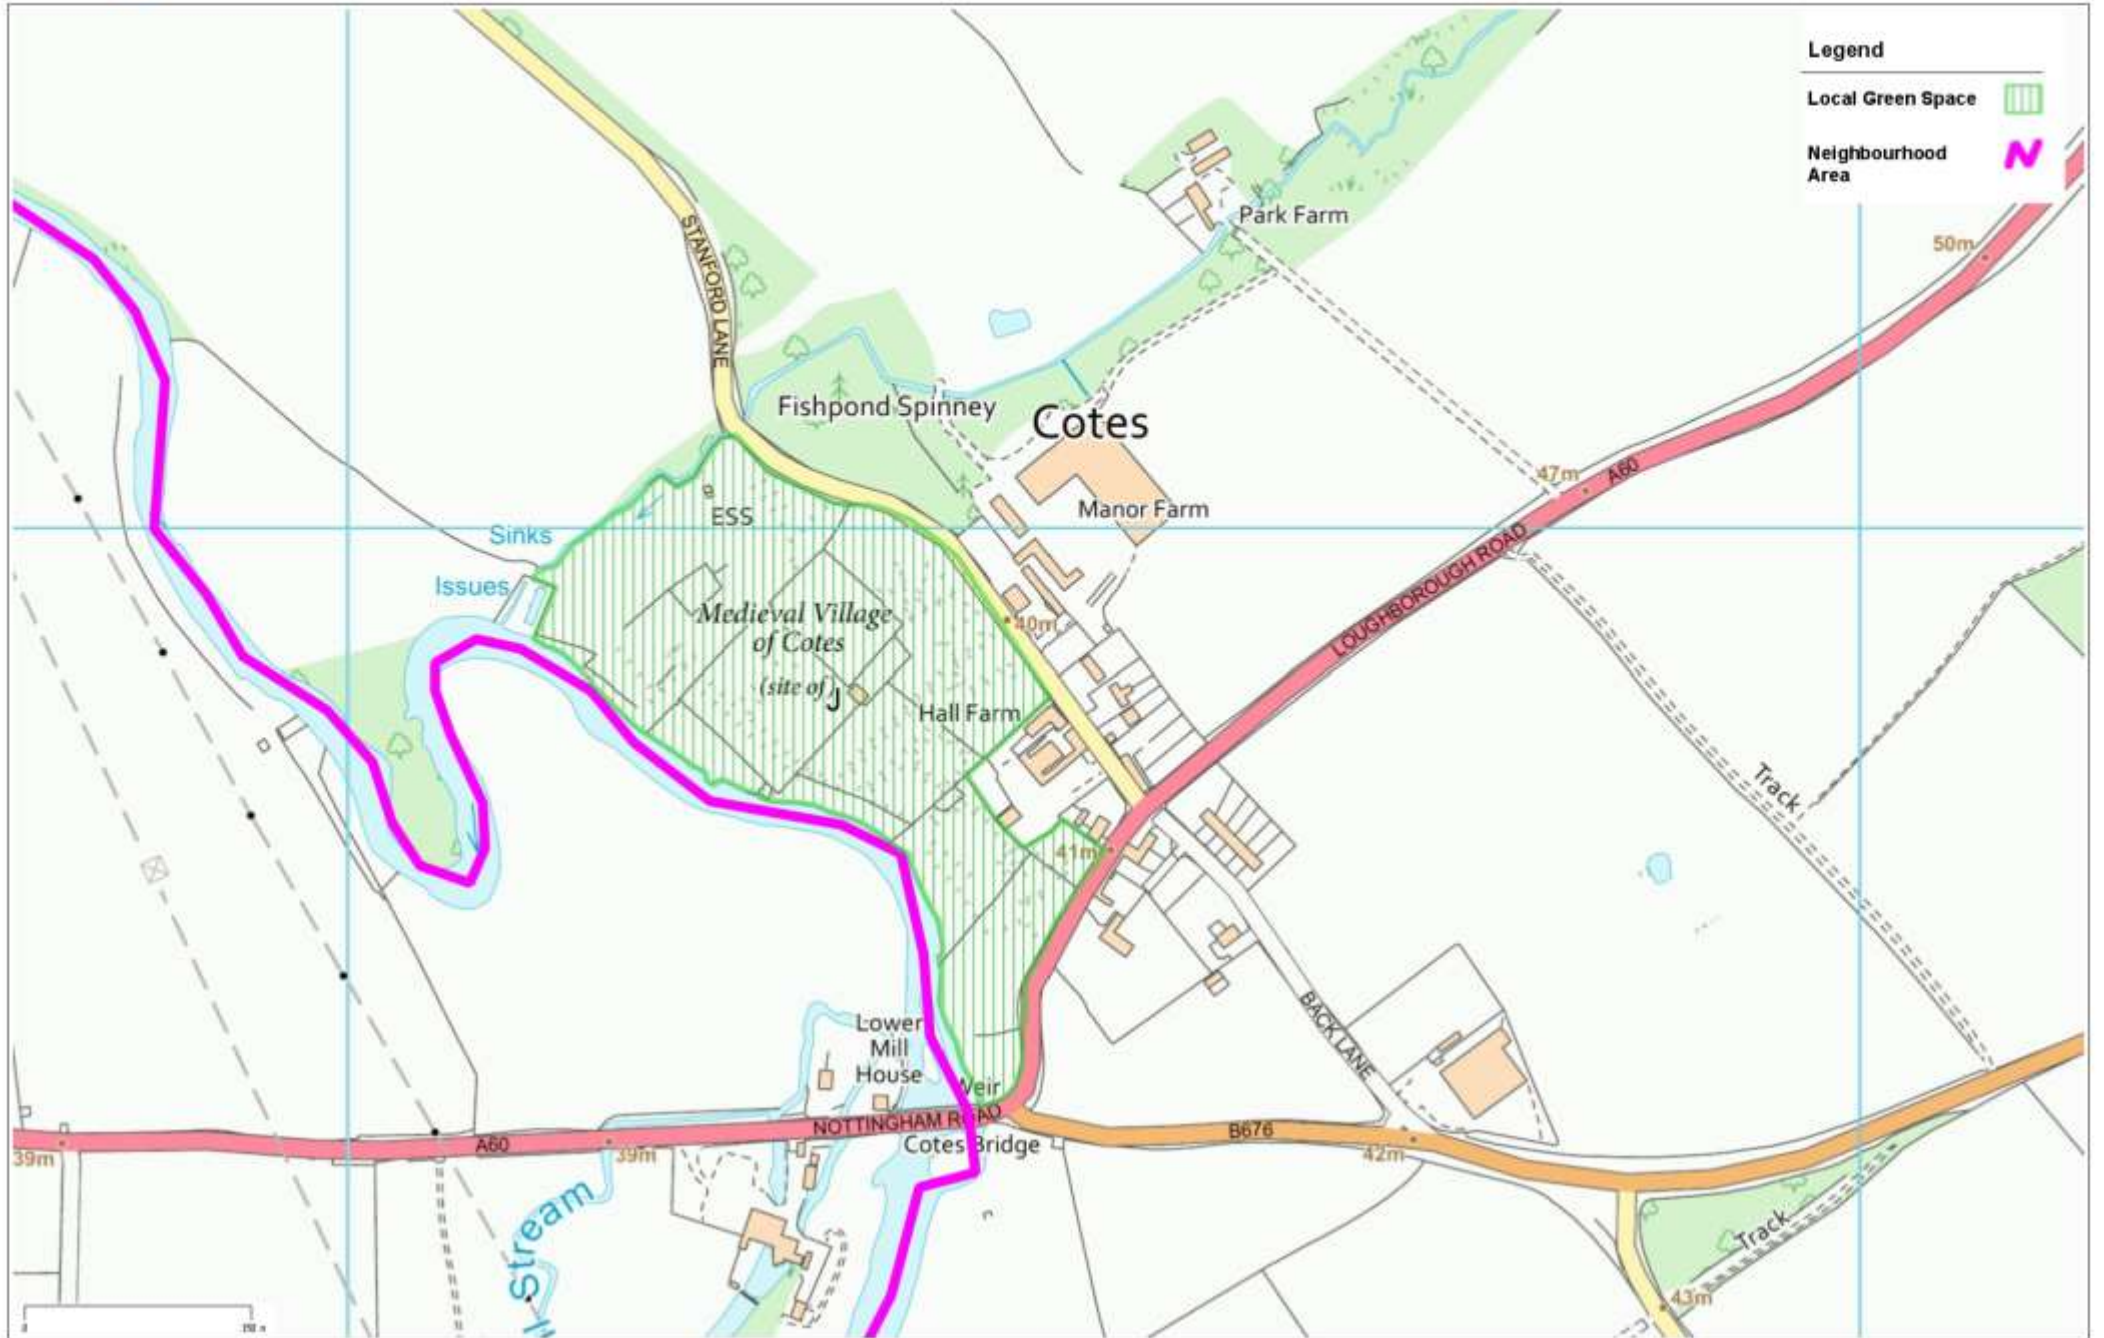 Legend
Local Green Space
Neighbourhood
Area
STANFORD LANE
Park Farm
50m
Fishpond Spinney
Cotes
47m
A60
Manor Farm
ESS
Sinks
Issues
LOUGHBOROUGH ROAD
Medieval Village
of Cotes
(site of)
J
40m
Hall Farm
Track
41m
BACK LANE
Lower
Mill
House
Weir
NOTTINGHAM ROAD
A60
Cotes Bridge
B676
39m
39m
42m
Stream
Track
43m
0